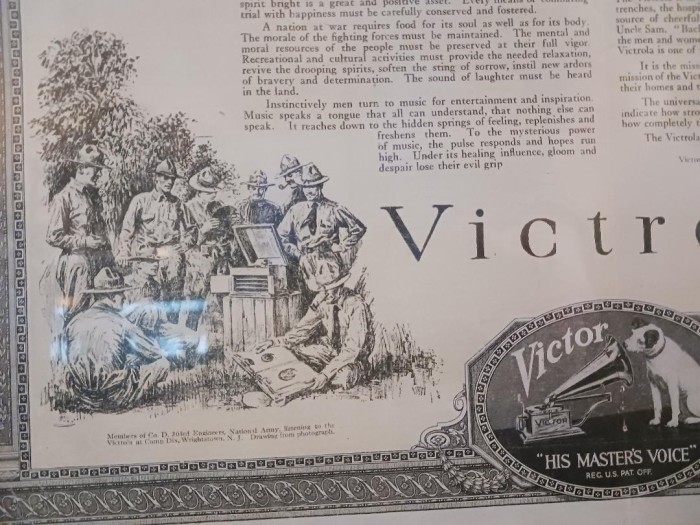 spirit bright is a great and positive asset. Every means of
trial with happiness must be carefully conserved and fostered.
A nation at war requires food for its soul as well as for its body.
The morale of the fighting forces must be maintained. The mental and
moral resources of the people must be preserved at their full vigor.
Recreational and cultural activities must provide the needed relaxation,
revive the drooping spirits, soften the sting of sorrow, instil new ardors
of bravery and determination. The sound of laughter must be heard
in the land.
Instinctively men turn to music for entertainment and inspiration.
Music speaks a tongue that all can understand, that nothing else can
speak. It reaches down to the hidden springs of feeling, replenishes and
freshens them. To the mysterious power
of music, the pulse responds and hopes run
high. Under its healing influence, gloom and
despair lose their evil grip
trenches, the hospi
source of cheerf
Uncle Sam. "Bac
the men and wome
Victrola is one of
It is the miss
mission of the Vic
their homes and t
The univer
indicate how stro
how completely t
The Victrola
Victr
Members of Co. D, Engineers, National Army, listening to the
Victrola at Camp Dix, Wrightstown, N. J. Drawing from photograph.
Victor
VICTOR
"HIS MASTER'S VOICE"
REG. U.S. PAT. OFF.